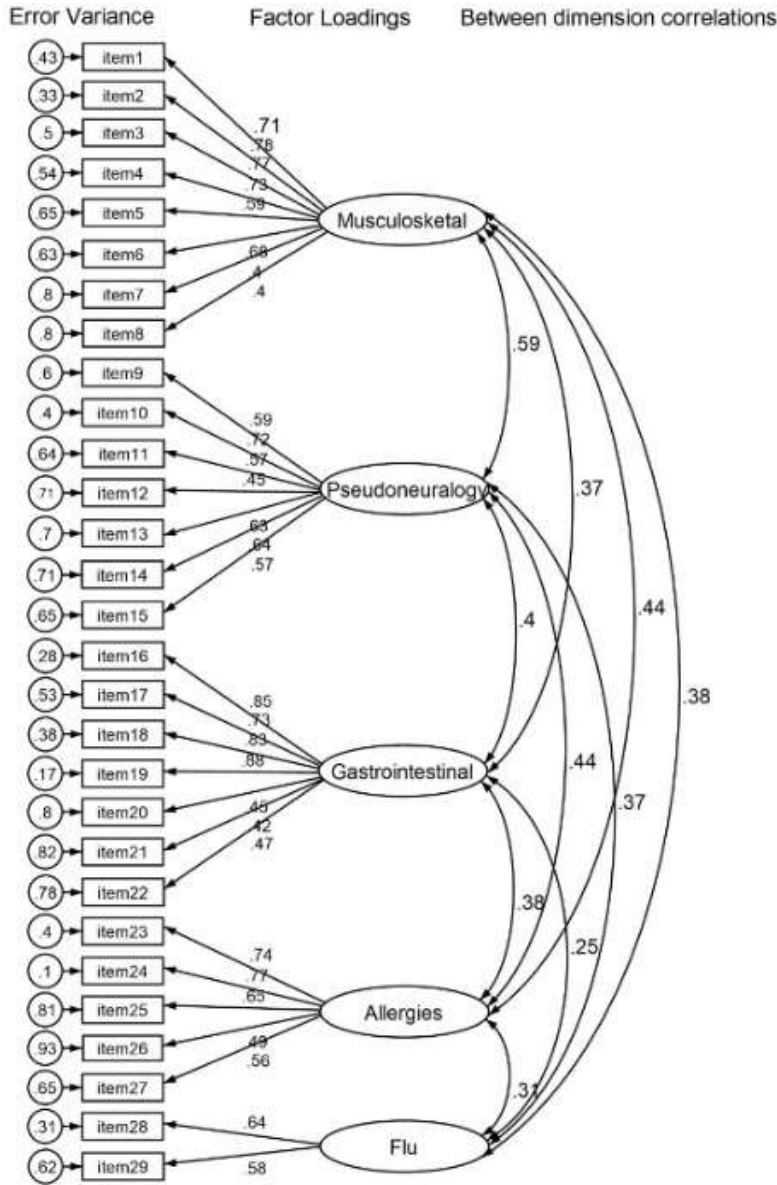 Error Variance Factor Loadings Between dimension correlations
.43 item1
.33 item2
.5 item3
.54 item4
.65 item5
.63 item6
.8 item7
.8 item8
.71
.78
.77
.73
.59
.68
.4
.4
Musculosketal
.59
.6 item9
.4 item10
.64 item11
.71 item12
.7 item13
.71 item14
.65 item15
.59
.72
.57
.45
.63
.64
.57
Pseudoneuralogy
.37
.4
.44
.38
.28 item16
.53 item17
.38 item18
.17 item19
.8 item20
.82 item21
.78 item22
.85
.73
.83
.88
.45
.42
.47
Gastrointestinal
.44
.37
.38
.25
.4 item23
.1 item24
.81 item25
.93 item26
.65 item27
.74
.77
.65
.49
.56
Allergies
.31
.31 item28
.62 item29
.64
.58
Flu